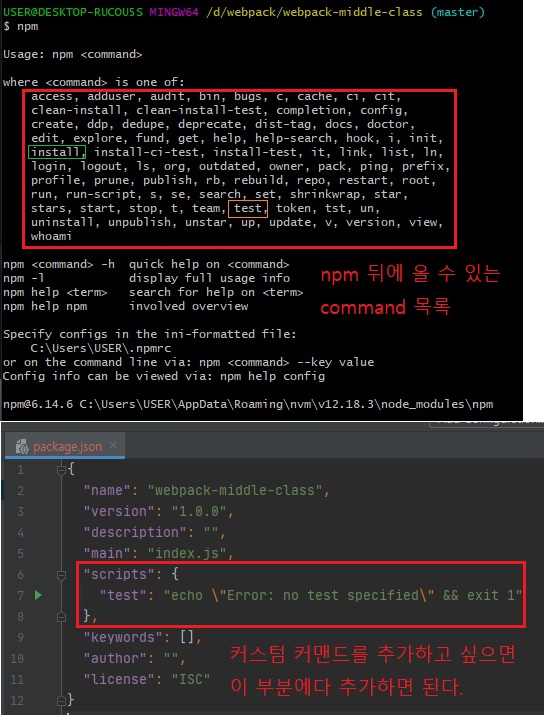 USER@DESKTOP-RUCOU5S MINGW64 /d/webpack/webpack-middle-class (master)
$ npm
Usage: npm <command>
where <command> is one of:
access, adduser, audit, bin, bugs, c, cache, ci, cit,
clean-install, clean-install-test, completion, config,
create, ddp, dedupe, deprecate, dist-tag, docs, doctor,
edit, explore, fund, get, help, help-search, hook, i, init,
install, install-ci-test, install-test, it, link, list, ln,
login, logout, ls, org, outdated, owner, pack, ping, prefix,
profile, prune, publish, rb, rebuild, repo, restart, root,
run, run-script, s, se, search, set, shrinkwrap, star,
stars, start, stop, t, team, test, token, tst, un,
uninstall, unpublish, unstar, up, update, v, version, view,
whoami
npm <command> -h quick help on <command>
npm -l display full usage info
npm help <term> search for help on <term>
npm help npm involved overview
npm 뒤에 올 수 있는
command 목록
Specify configs in the ini-formatted file:
C:\Users\USER\.npmrc
or on the command line via: npm <command> --key value
Config info can be viewed via: npm help config
npm@6.14.6 C:\Users\USER\AppData\Roaming\nvm\v12.18.3\node_modules\npm
package.json
1 {
2 "name": "webpack-middle-class",
3 "version": "1.0.0",
4 "description": "",
5 "main": "index.js",
6 "scripts": {
7 "test": "echo \"Error: no test specified\" && exit 1"
8 },
9 "keywords": [],
10 "author": "",
11 "license": "ISC"
12 }
커스텀 커맨드를 추가하고 싶으면
이 부분에다 추가하면 된다.